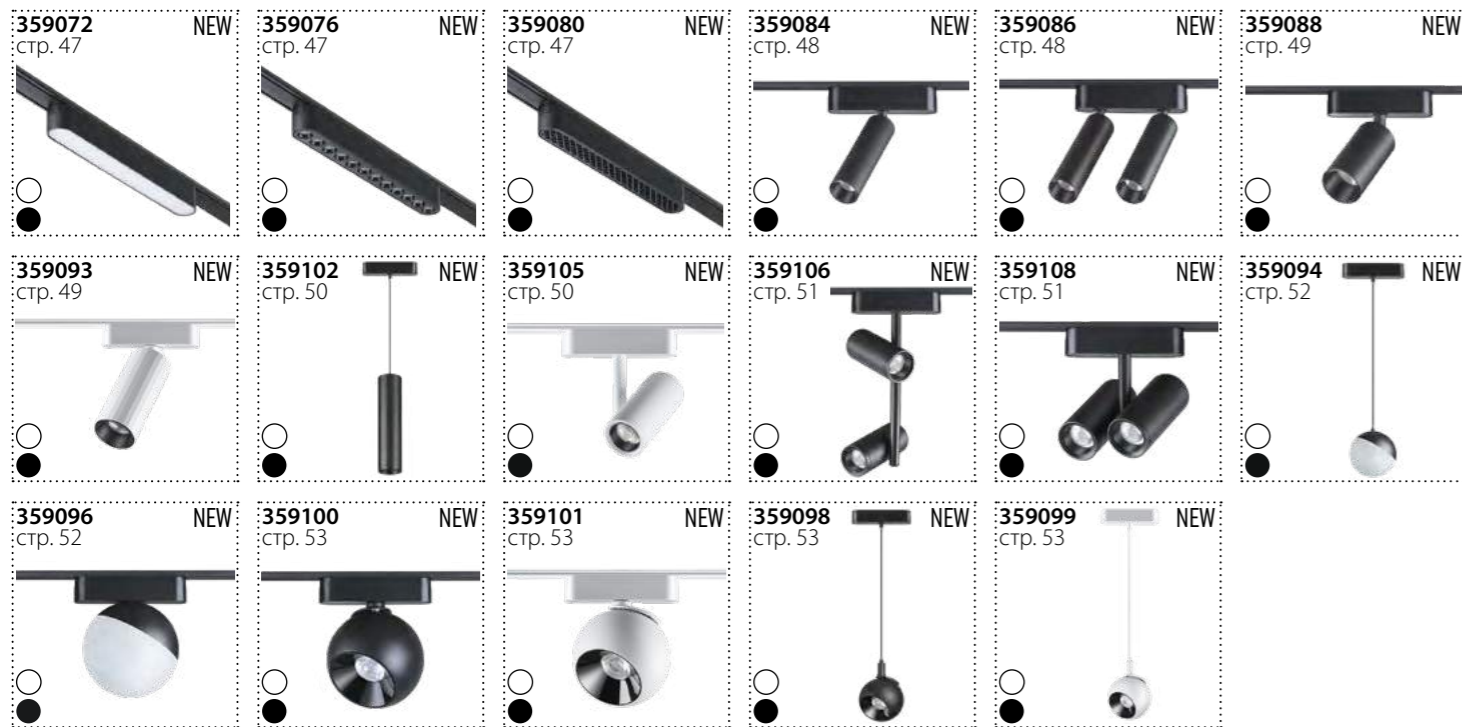 359072 NEW
стр. 47
359076 NEW
стр. 47
359080 NEW
стр. 47
359084 NEW
стр. 48
359086 NEW
стр. 48
359088 NEW
стр. 49
359093 NEW
стр. 49
359102 NEW
стр. 50
359105 NEW
стр. 50
359106 NEW
стр. 51
359108 NEW
стр. 51
359094 NEW
стр. 52
359096 NEW
стр. 52
359100 NEW
стр. 53
359101 NEW
стр. 53
359098 NEW
стр. 53
359099 NEW
стр. 53